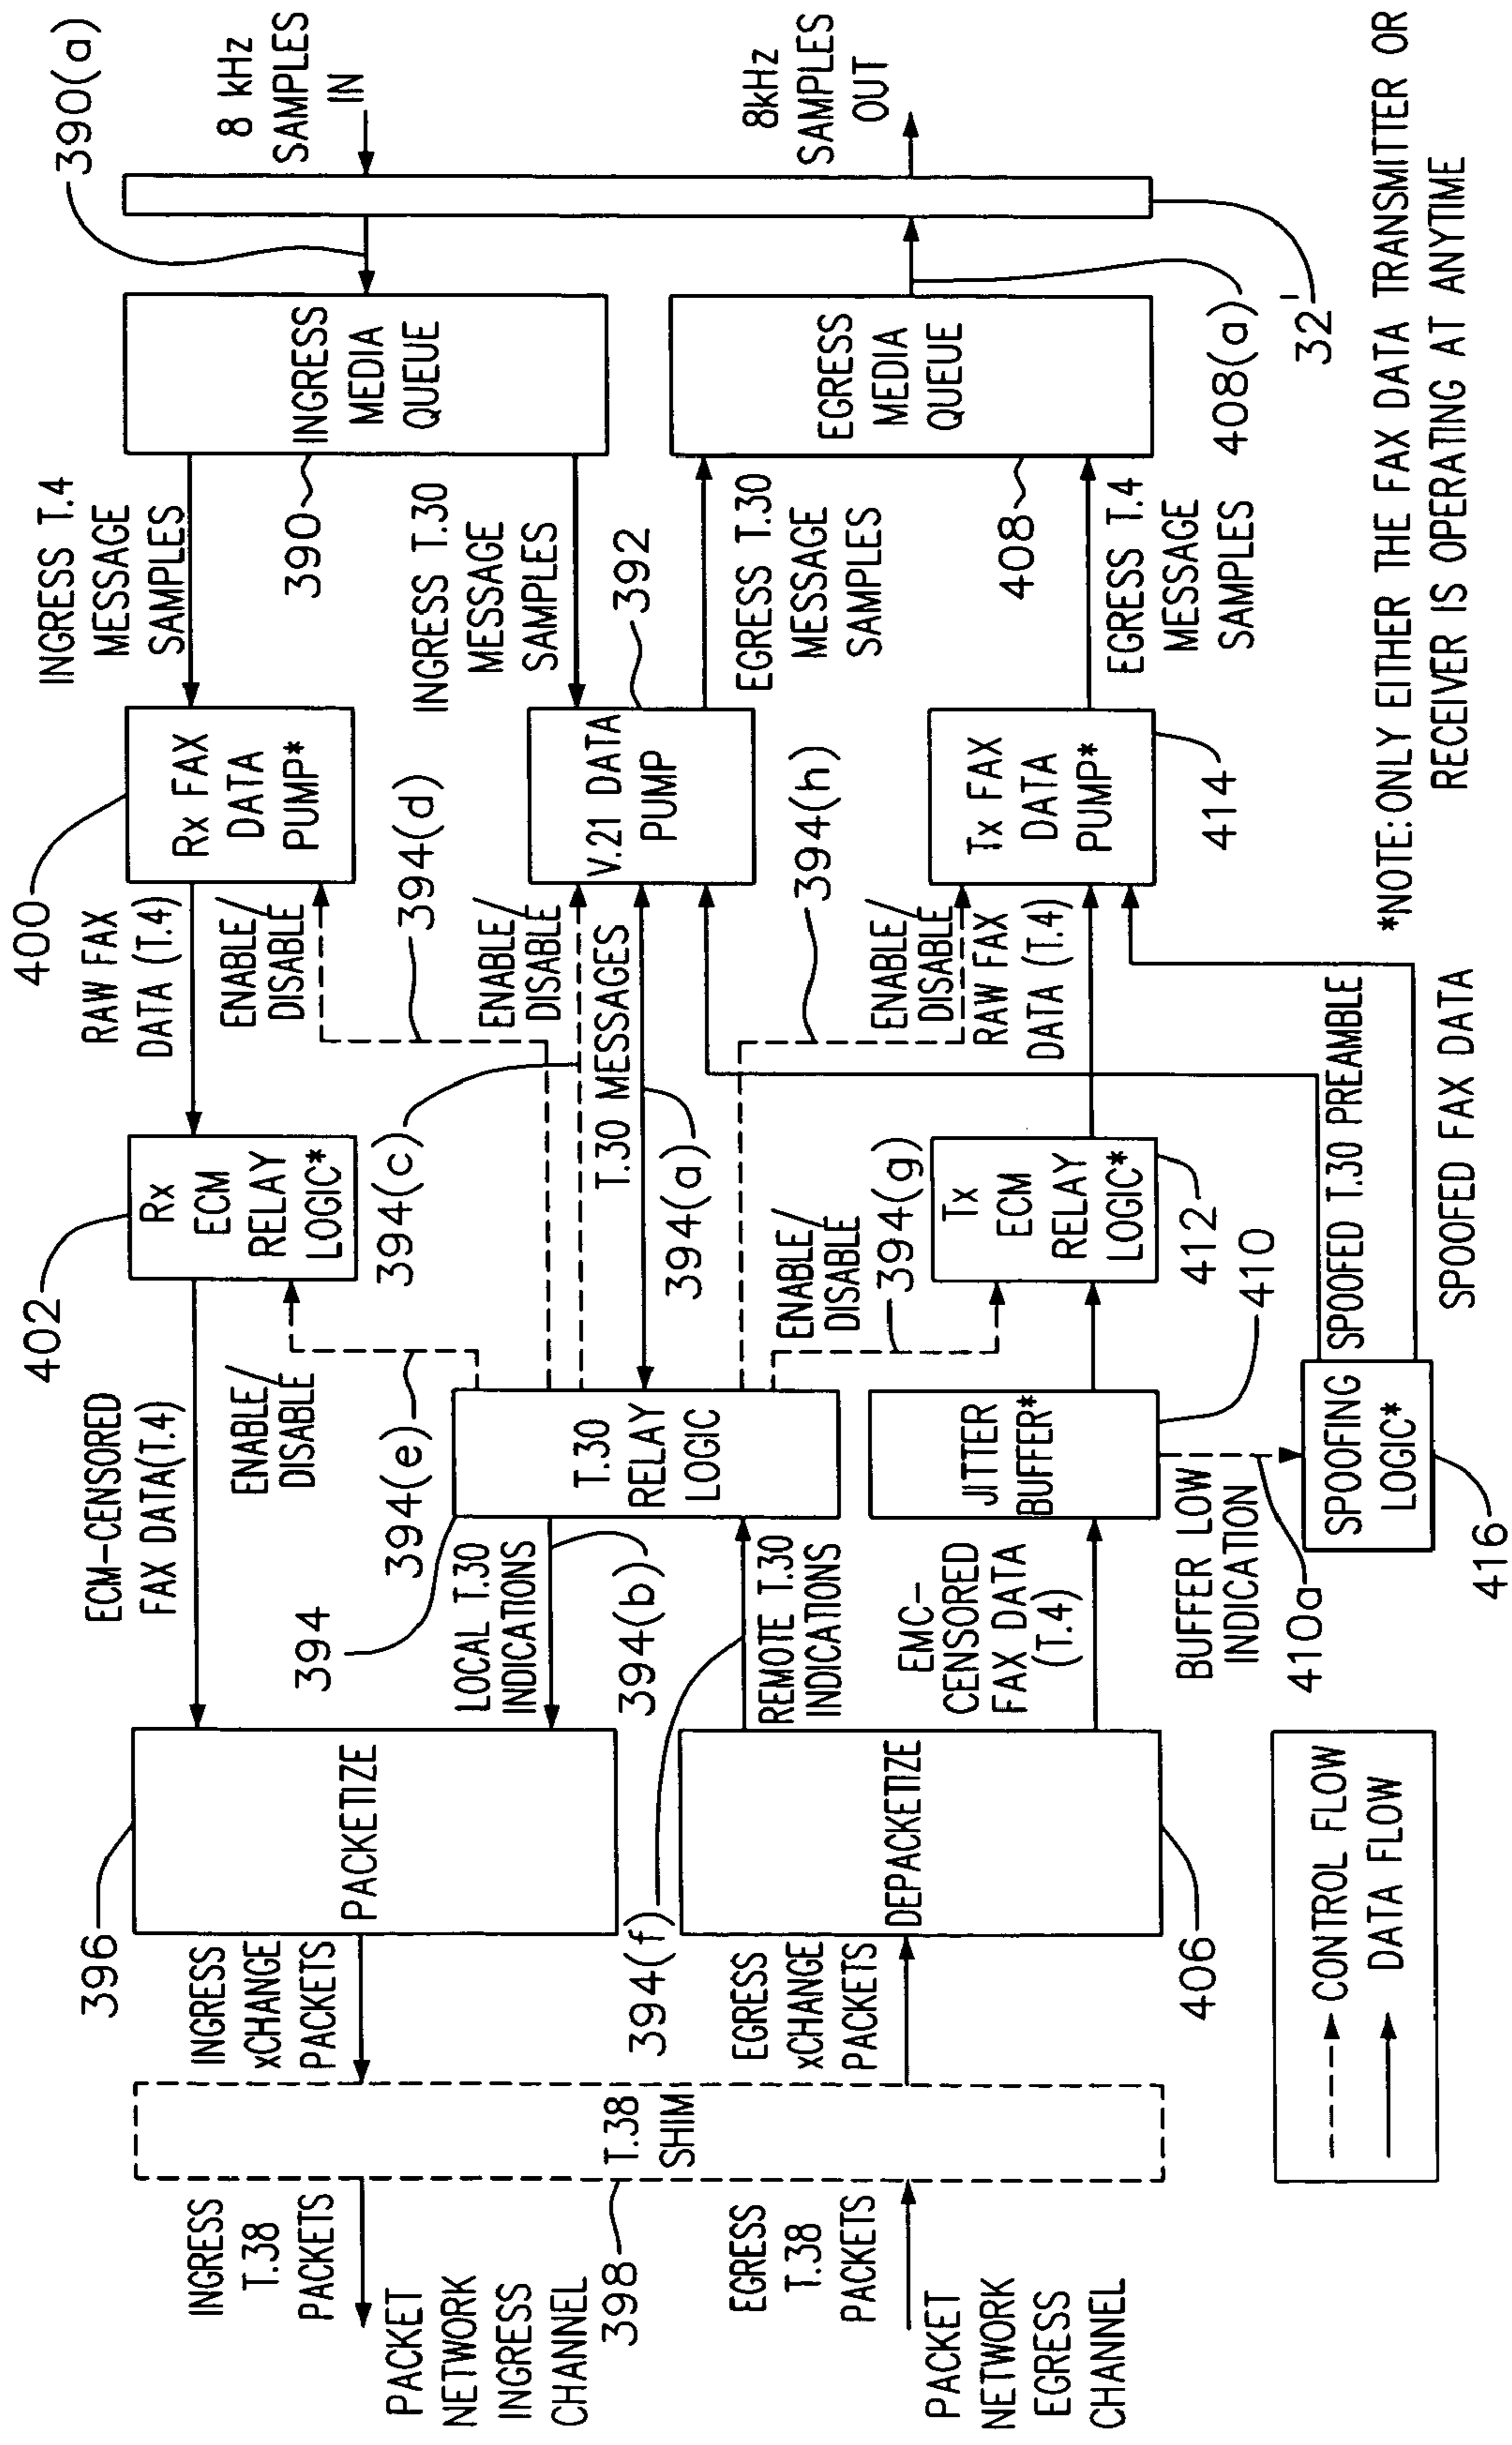 8 kHz
SAMPLES
IN
390(a)
8kHz
SAMPLES
OUT
INGRESS
MEDIA
QUEUE
390
EGRESS
MEDIA
QUEUE
408
408(a)
32'
INGRESS T.4
MESSAGE
SAMPLES
INGRESS T.30
MESSAGE
SAMPLES
EGRESS T.30
MESSAGE
SAMPLES
EGRESS T.4
MESSAGE
SAMPLES
400
Rx FAX
DATA
PUMP*
392
V.21 DATA
PUMP
Tx FAX
DATA
PUMP*
414
RAW FAX
DATA (T.4)
ENABLE/
DISABLE
394(d)
ENABLE/
DISABLE
T.30 MESSAGES
394(h)
ENABLE/
DISABLE
RAW FAX
DATA (T.4)
402
Rx
ECM
RELAY
LOGIC*
394(c)
394(a)
394(g)
ENABLE/
DISABLE
Tx
ECM
RELAY
LOGIC*
412
410
SPOOFED T.30 PREAMBLE
SPOOFED FAX DATA
ECM-CENSORED
FAX DATA(T.4)
ENABLE/
DISABLE
394(e)
T.30
RELAY
LOGIC
394
JITTER
BUFFER*
SPOOFING
LOGIC*
416
LOCAL T.30
INDICATIONS
394(b)
REMOTE T.30
INDICATIONS
394(f)
EMC-
CENSORED
FAX DATA
(T.4)
BUFFER LOW
INDICATION
410a
PACKETIZE
396
DEPACKETIZE
406
INGRESS
xCHANGE
PACKETS
EGRESS
xCHANGE
PACKETS
T.38
SHIM
398
INGRESS
T.38
PACKETS
PACKET
NETWORK
INGRESS
CHANNEL
EGRESS
T.38
PACKETS
PACKET
NETWORK
EGRESS
CHANNEL
CONTROL FLOW
DATA FLOW
*NOTE:ONLY EITHER THE FAX DATA TRANSMITTER OR
RECEIVER IS OPERATING AT ANYTIME